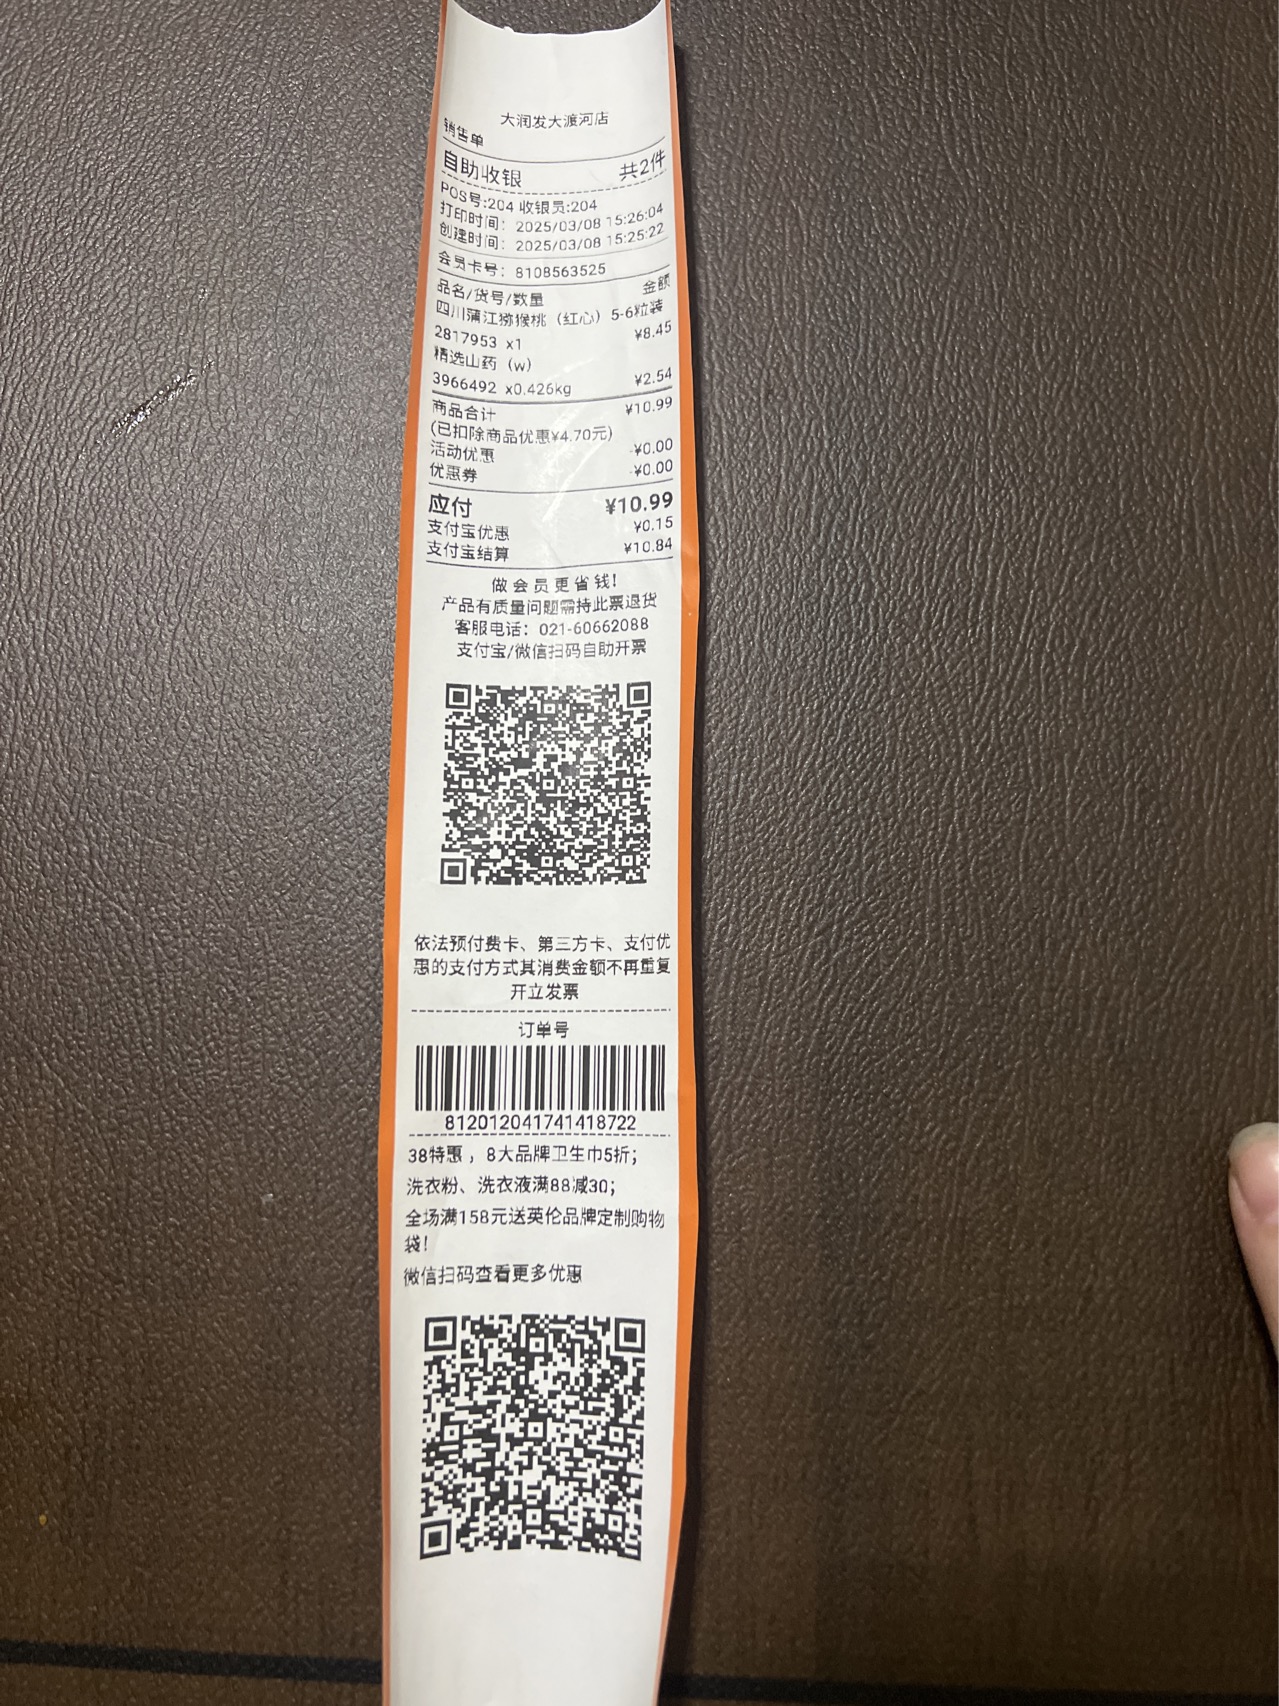 大润发大渡河店
销售单
自助收银 共2件
POS号:204 收银员:204
打印时间：2025/03/08 15:26:04
创建时间：2025/03/08 15:25:22
会员卡号：8108563525
品名/货号/数量 金额
四川蒲江猕猴桃（红心）5-6粒装
2817953 x1 ¥8.45
精选山药（w）
3966492 x0.426kg ¥2.54
商品合计 ¥10.99
(已扣除商品优惠¥4.70元)
活动优惠 -¥0.00
优惠券 -¥0.00
应付 ¥10.99
支付宝优惠 ¥0.15
支付宝结算 ¥10.84
做会员更省钱!
产品有质量问题需持此票退货
客服电话：021-60662088
支付宝/微信扫码自助开票
依法预付费卡、第三方卡、支付优
惠的支付方式其消费金额不再重复
开立发票
订单号
812012041741418722
38特惠，8大品牌卫生巾5折；
洗衣粉、洗衣液满88减30；
全场满158元送英伦品牌定制购物
袋！
微信扫码查看更多优惠